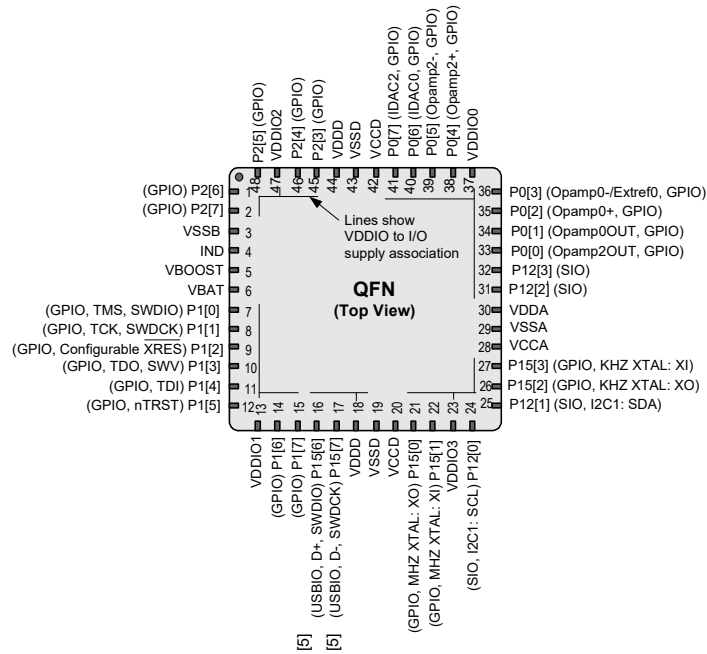 P2[5] (GPIO)
VDDIO2
P2[4] (GPIO)
P2[3] (GPIO)
VDDD
VSSD
VCCD
P0[7] (IDAC2, GPIO)
P0[6] (IDAC0, GPIO)
P0[5] (Opamp2-, GPIO)
P0[4] (Opamp2+, GPIO)
VDDIO0
48
47
46
45
44
43
42
41
40
39
38
37
(GPIO) P2[6] 1
(GPIO) P2[7] 2
VSSB 3
IND 4
VBOOST 5
VBAT 6
(GPIO, TMS, SWDIO) P1[0] 7
(GPIO, TCK, SWDCK) P1[1] 8
(GPIO, Configurable XRES) P1[2] 9
(GPIO, TDO, SWV) P1[3] 10
(GPIO, TDI) P1[4] 11
(GPIO, nTRST) P1[5] 12
Lines show
VDDIO to I/O
supply association
QFN
(Top View)
36 P0[3] (Opamp0-/Extref0, GPIO)
35 P0[2] (Opamp0+, GPIO)
34 P0[1] (Opamp0OUT, GPIO)
33 P0[0] (Opamp2OUT, GPIO)
32 P12[3] (SIO)
31 P12[2] (SIO)
30 VDDA
29 VSSA
28 VCCA
27 P15[3] (GPIO, KHZ XTAL: XI)
26 P15[2] (GPIO, KHZ XTAL: XO)
25 P12[1] (SIO, I2C1: SDA)
13
14
15
16
17
18
19
20
21
22
23
24
VDDIO1
(GPIO) P1[6]
(GPIO) P1[7]
(USBIO, D+, SWDIO) P15[6]
(USBIO, D-, SWDCK) P15[7]
VDDD
VSSD
VCCD
(GPIO, MHZ XTAL: XO) P15[0]
(GPIO, MHZ XTAL: XI) P15[1]
VDDIO3
(SIO, I2C1: SCL) P12[0]
[5]
[5]